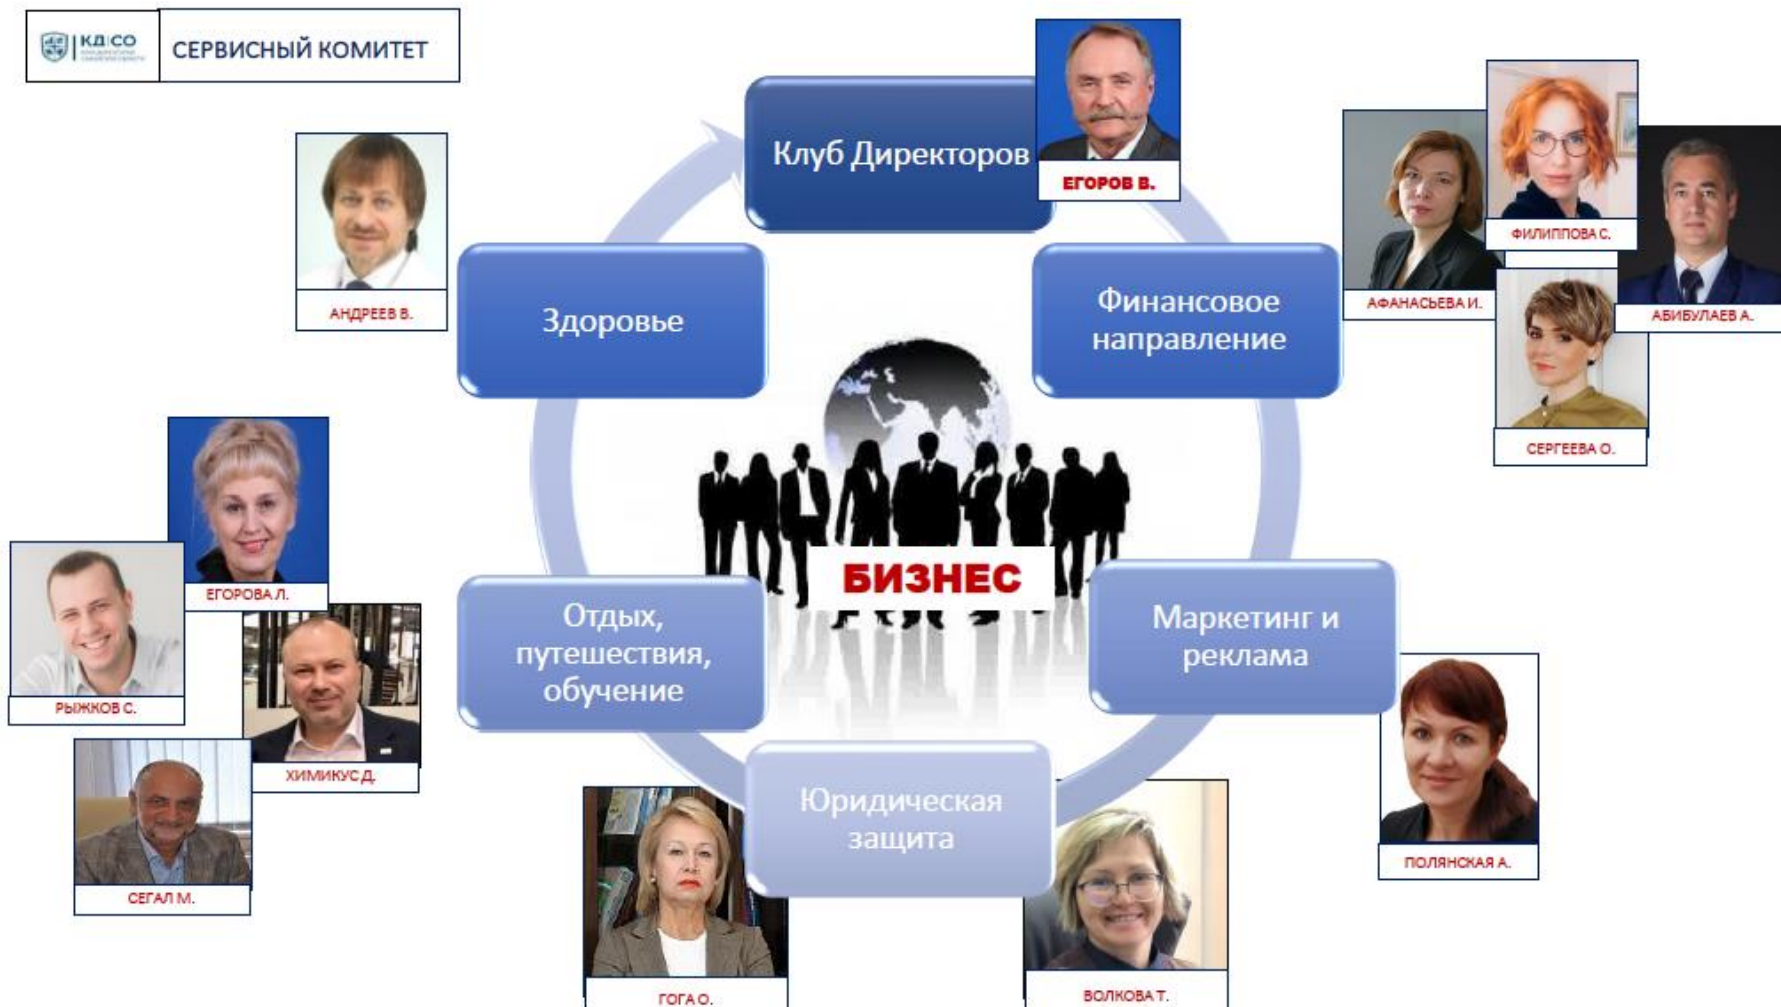 КД СО
СЕРВИСНЫЙ КОМИТЕТ
Клуб Директоров
ЕГОРОВ В.
Финансовое
направление
АФАНАСЬЕВА И.
ФИЛИППОВА С.
АБИБУЛАЕВ А.
СЕРГЕЕВА О.
Маркетинг и
реклама
ПОЛЯНСКАЯ А.
Юридическая
защита
ВОЛКОВА Т.
ГОГА О.
Отдых,
путешествия,
обучение
ЕГОРОВА Л.
РЫЖКОВ С.
ХИМИКУС Д.
СЕГАЛ М.
Здоровье
АНДРЕЕВ В.
БИЗНЕС